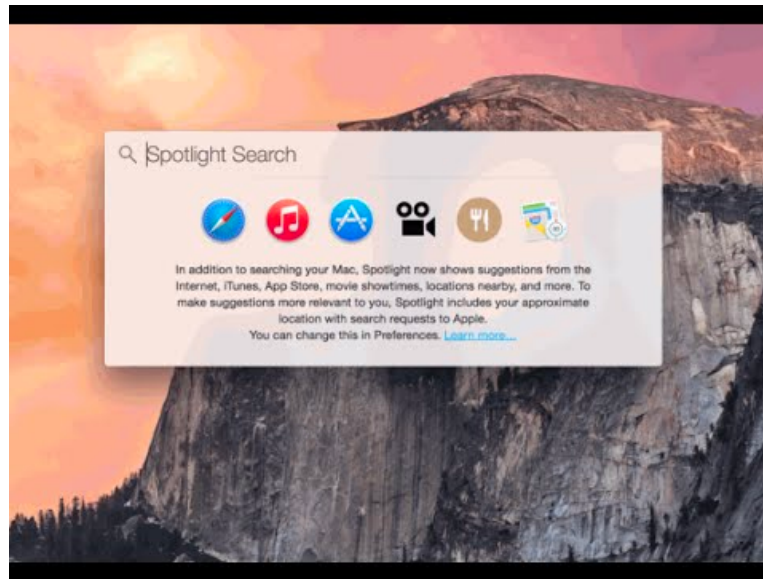 Spotlight Search
In addition to searching your Mac, Spotlight now shows suggestions from the
Internet, iTunes, App Store, movie showtimes, locations nearby, and more. To
make suggestions more relevant to you, Spotlight includes your approximate
location with search requests to Apple.
You can change this in Preferences. Learn more...